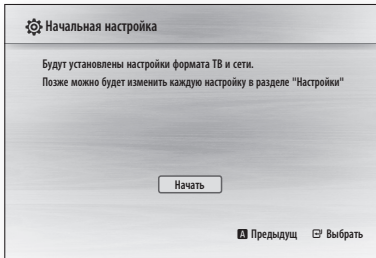 Начальная настройка
Будут установлены настройки формата ТВ и сети.
Позже можно будет изменить каждую настройку в разделе "Настройки"
Начать
A Предыдущ Выбрать